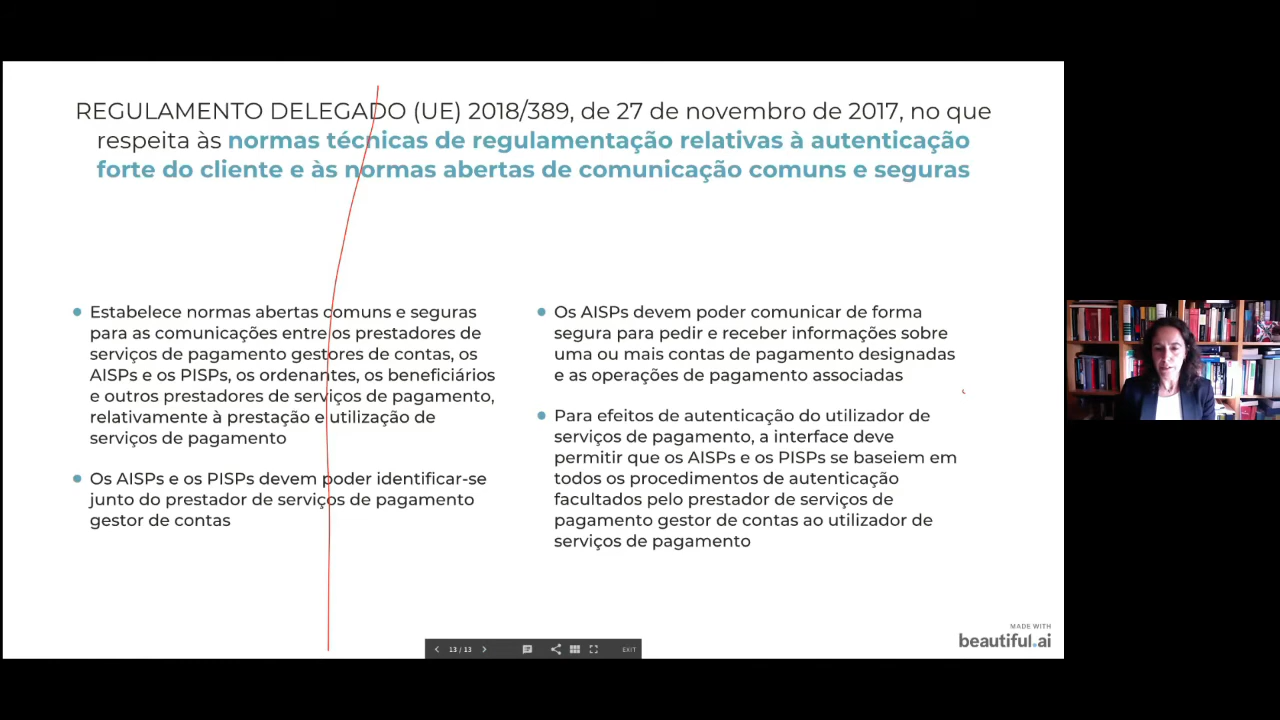 REGULAMENTO DELEGADO (UE) 2018/389, de 27 de novembro de 2017, no que
respeita às normas técnicas de regulamentação relativas à autenticação
forte do cliente e às normas abertas de comunicação comuns e seguras
Estabelece normas abertas comuns e seguras
para as comunicações entre os prestadores de
serviços de pagamento gestores de contas, os
AISPs e os PISPs, os ordenantes, os beneficiários
e outros prestadores de serviços de pagamento,
relativamente à prestação e utilização de
serviços de pagamento
Os AISPs e os PISPs devem poder identificar-se
junto do prestador de serviços de pagamento
gestor de contas
Os AISPs devem poder comunicar de forma
segura para pedir e receber informações sobre
uma ou mais contas de pagamento designadas
e as operações de pagamento associadas
Para efeitos de autenticação do utilizador de
serviços de pagamento, a interface deve
permitir que os AISPs e os PISPs se baseiem em
todos os procedimentos de autenticação
facultados pelo prestador de serviços de
pagamento gestor de contas ao utilizador de
serviços de pagamento
13 / 13
EXIT
MADE WITH
beautiful.ai